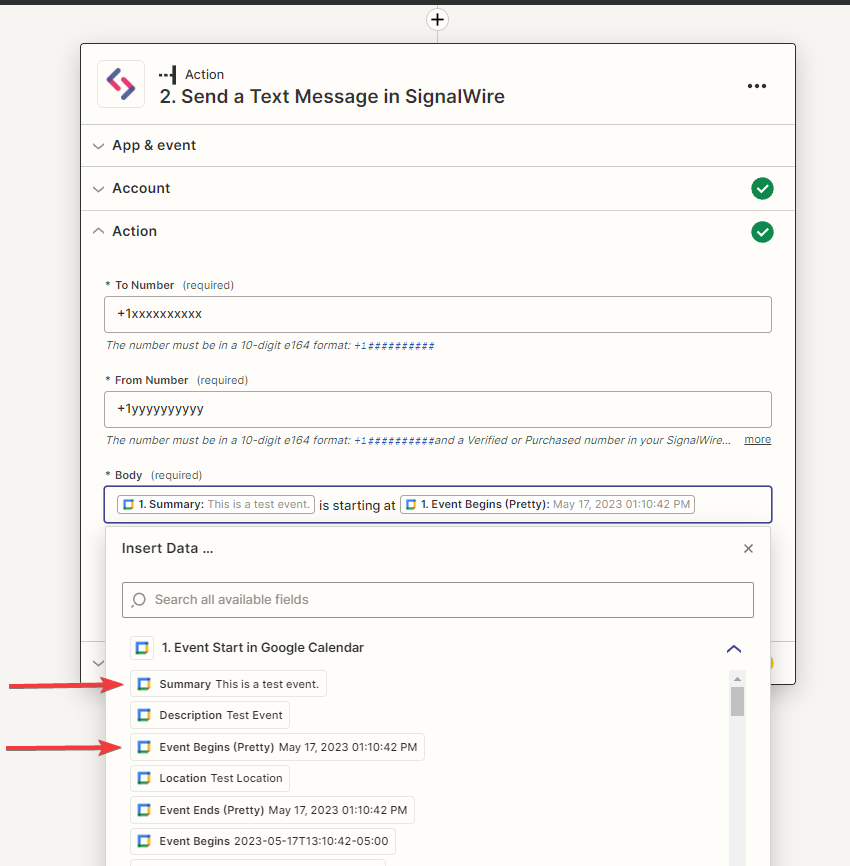 Action
2. Send a Text Message in SignalWire
App & event
Account
Action
* To Number (required)
+1xxxxxxxxxx
The number must be in a 10-digit e164 format: +1##########
* From Number (required)
+1yyyyyyyyyy
The number must be in a 10-digit e164 format: +1##########and a Verified or Purchased number in your SignalWire... more
* Body (required)
1. Summary: This is a test event. is starting at 1. Event Begins (Pretty): May 17, 2023 01:10:42 PM
Insert Data ...
Search all available fields
1. Event Start in Google Calendar
Summary This is a test event.
Description Test Event
Event Begins (Pretty) May 17, 2023 01:10:42 PM
Location Test Location
Event Ends (Pretty) May 17, 2023 01:10:42 PM
Event Begins 2023-05-17T13:10:42-05:00